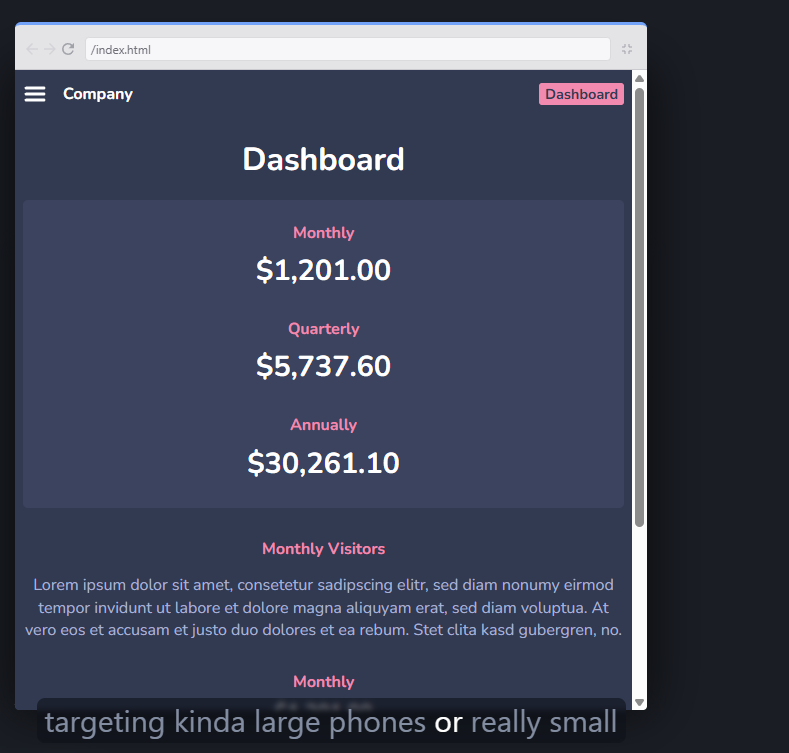 /index.html
Company
Dashboard
Dashboard
Monthly
$1,201.00
Quarterly
$5,737.60
Annually
$30,261.10
Monthly Visitors
Lorem ipsum dolor sit amet, consetetur sadipscing elitr, sed diam nonumy eirmod
tempor invidunt ut labore et dolore magna aliquyam erat, sed diam voluptua. At
vero eos et accusam et justo duo dolores et ea rebum. Stet clita kasd gubergren, no.
Monthly
targeting kinda large phones or really small